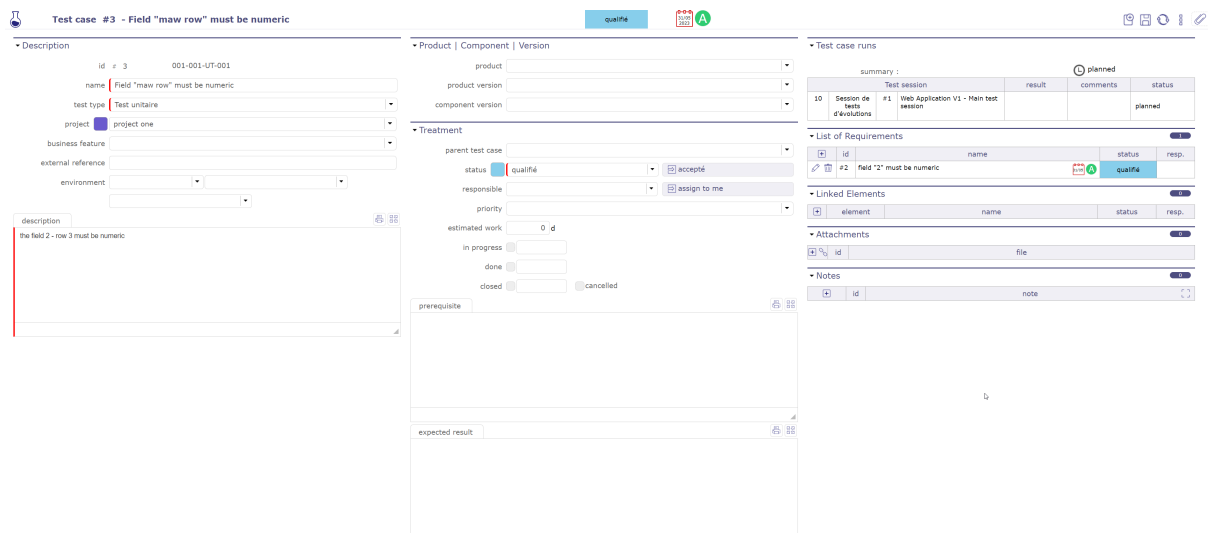 Test case #3 - Field "maw row" must be numeric
qualifié
31/05
2023
A
Description
id # 3 001-001-UT-001
name Field "maw row" must be numeric
test type Test unitaire
project project one
business feature
external reference
environment
description
the field 2 - row 3 must be numeric
Product | Component | Version
product
product version
component version
Treatment
parent test case
status qualifié accepté
responsible assign to me
priority
estimated work 0 d
in progress
done
closed cancelled
prerequisite
expected result
Test case runs
summary : planned
Test session result comments status
10 Session de tests d'évolutions #1 Web Application V1 - Main test session planned
List of Requirements 1
id name status resp.
#2 field "2" must be numeric A qualifié
Linked Elements 0
element name status resp.
Attachments 0
id file
Notes 0
id note